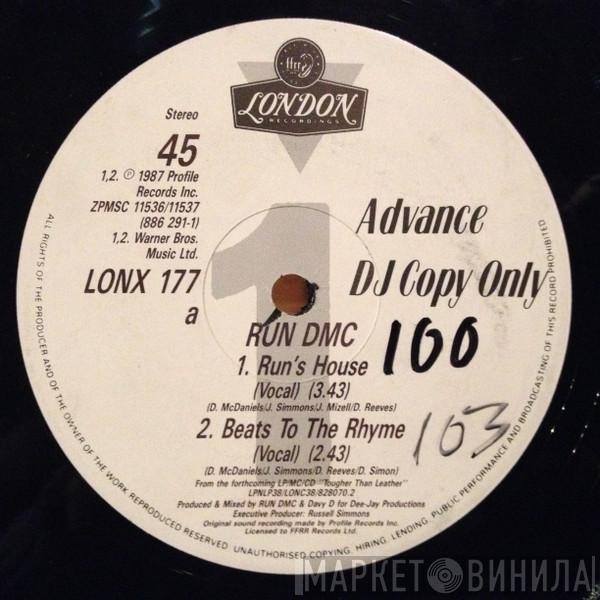 ffrr
LONDON
RECORDINGS
Stereo
45
1,2. ℗ 1987 Profile
Records Inc.
ZPMSC 11536/11537
(886 291-1)
1,2. Warner Bros.
Music Ltd.
LONX 177
a
1
Advance
DJ Copy Only
100
RUN DMC
1. Run's House
(Vocal) (3.43)
(D. McDaniels/J. Simmons/J. Mizell/D. Reeves)
2. Beats To The Rhyme
103
(Vocal) (2.43)
(D. McDaniels/J. Simmons/D. Reeves/D. Simon)
From the forthcoming LP/MC/CD "Tougher Than Leather"
LPNLP38/LONC38/828070.2
Produced & Mixed by RUN DMC & Davy D for Dee-Jay Productions
Executive Producer: Russell Simmons
Original sound recording made by Profile Records Inc.
Licensed to FFRR Records Ltd.
ALL RIGHTS OF THE PRODUCER AND OF THE OWNER OF THE WORK REPRODUCED RESERVED. UNAUTHORISED COPYING, HIRING, LENDING, PUBLIC PERFORMANCE AND BROADCASTING OF THIS RECORD PROHIBITED
МАРКЕТ ВИНИЛА